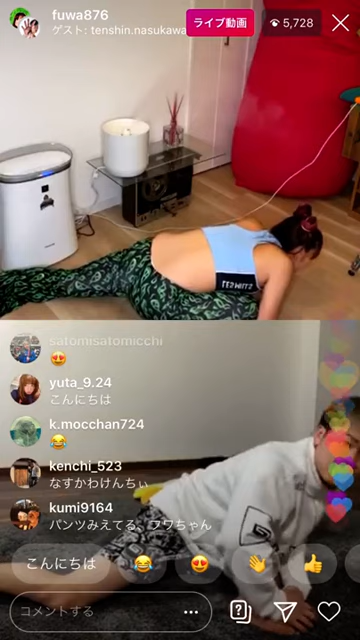 fuwa876
ゲスト: tenshin.nasukawa
ライブ動画
5,728
satomisatomicchi
😍
yuta_9.24
こんにちは
k.mocchan724
😂
kenchi_523
なすかわけんちぃ
kumi9164
パンツみえてる、フワちゃん
こんにちは 😂 😍 👋 👍
コメントする